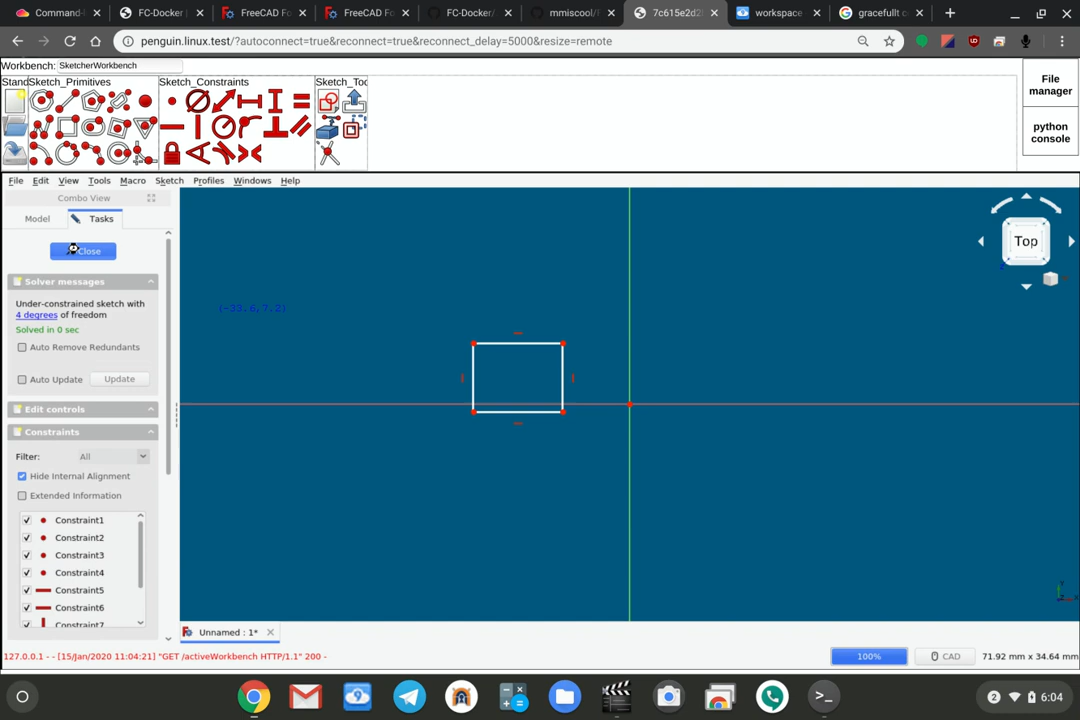 Command-
FC-Docker
FreeCAD Fo
FreeCAD Fo
FC-Docker/
mmiscool/
7c615e2d2
workspace
gracefullt c
penguin.linux.test/?autoconnect=true&reconnect=true&reconnect_delay=5000&resize=remote
Workbench: SketcherWorkbench
Stand Sketch_Primitives Sketch_Constraints Sketch_Too
File manager
python console
File Edit View Tools Macro Sketch Profiles Windows Help
Combo View
Model Tasks
Close
Solver messages
Under-constrained sketch with
4 degrees of freedom
Solved in 0 sec
Auto Remove Redundants
Auto Update Update
Edit controls
Constraints
Filter: All
Hide Internal Alignment
Extended Information
Constraint1
Constraint2
Constraint3
Constraint4
Constraint5
Constraint6
Constraint7
(-33.6,7.2)
Top
Unnamed : 1*
127.0.0.1 - - [15/Jan/2020 11:04:21] "GET /activeWorkbench HTTP/1.1" 200 -
100% CAD 71.92 mm x 34.64 mm
2 6:04